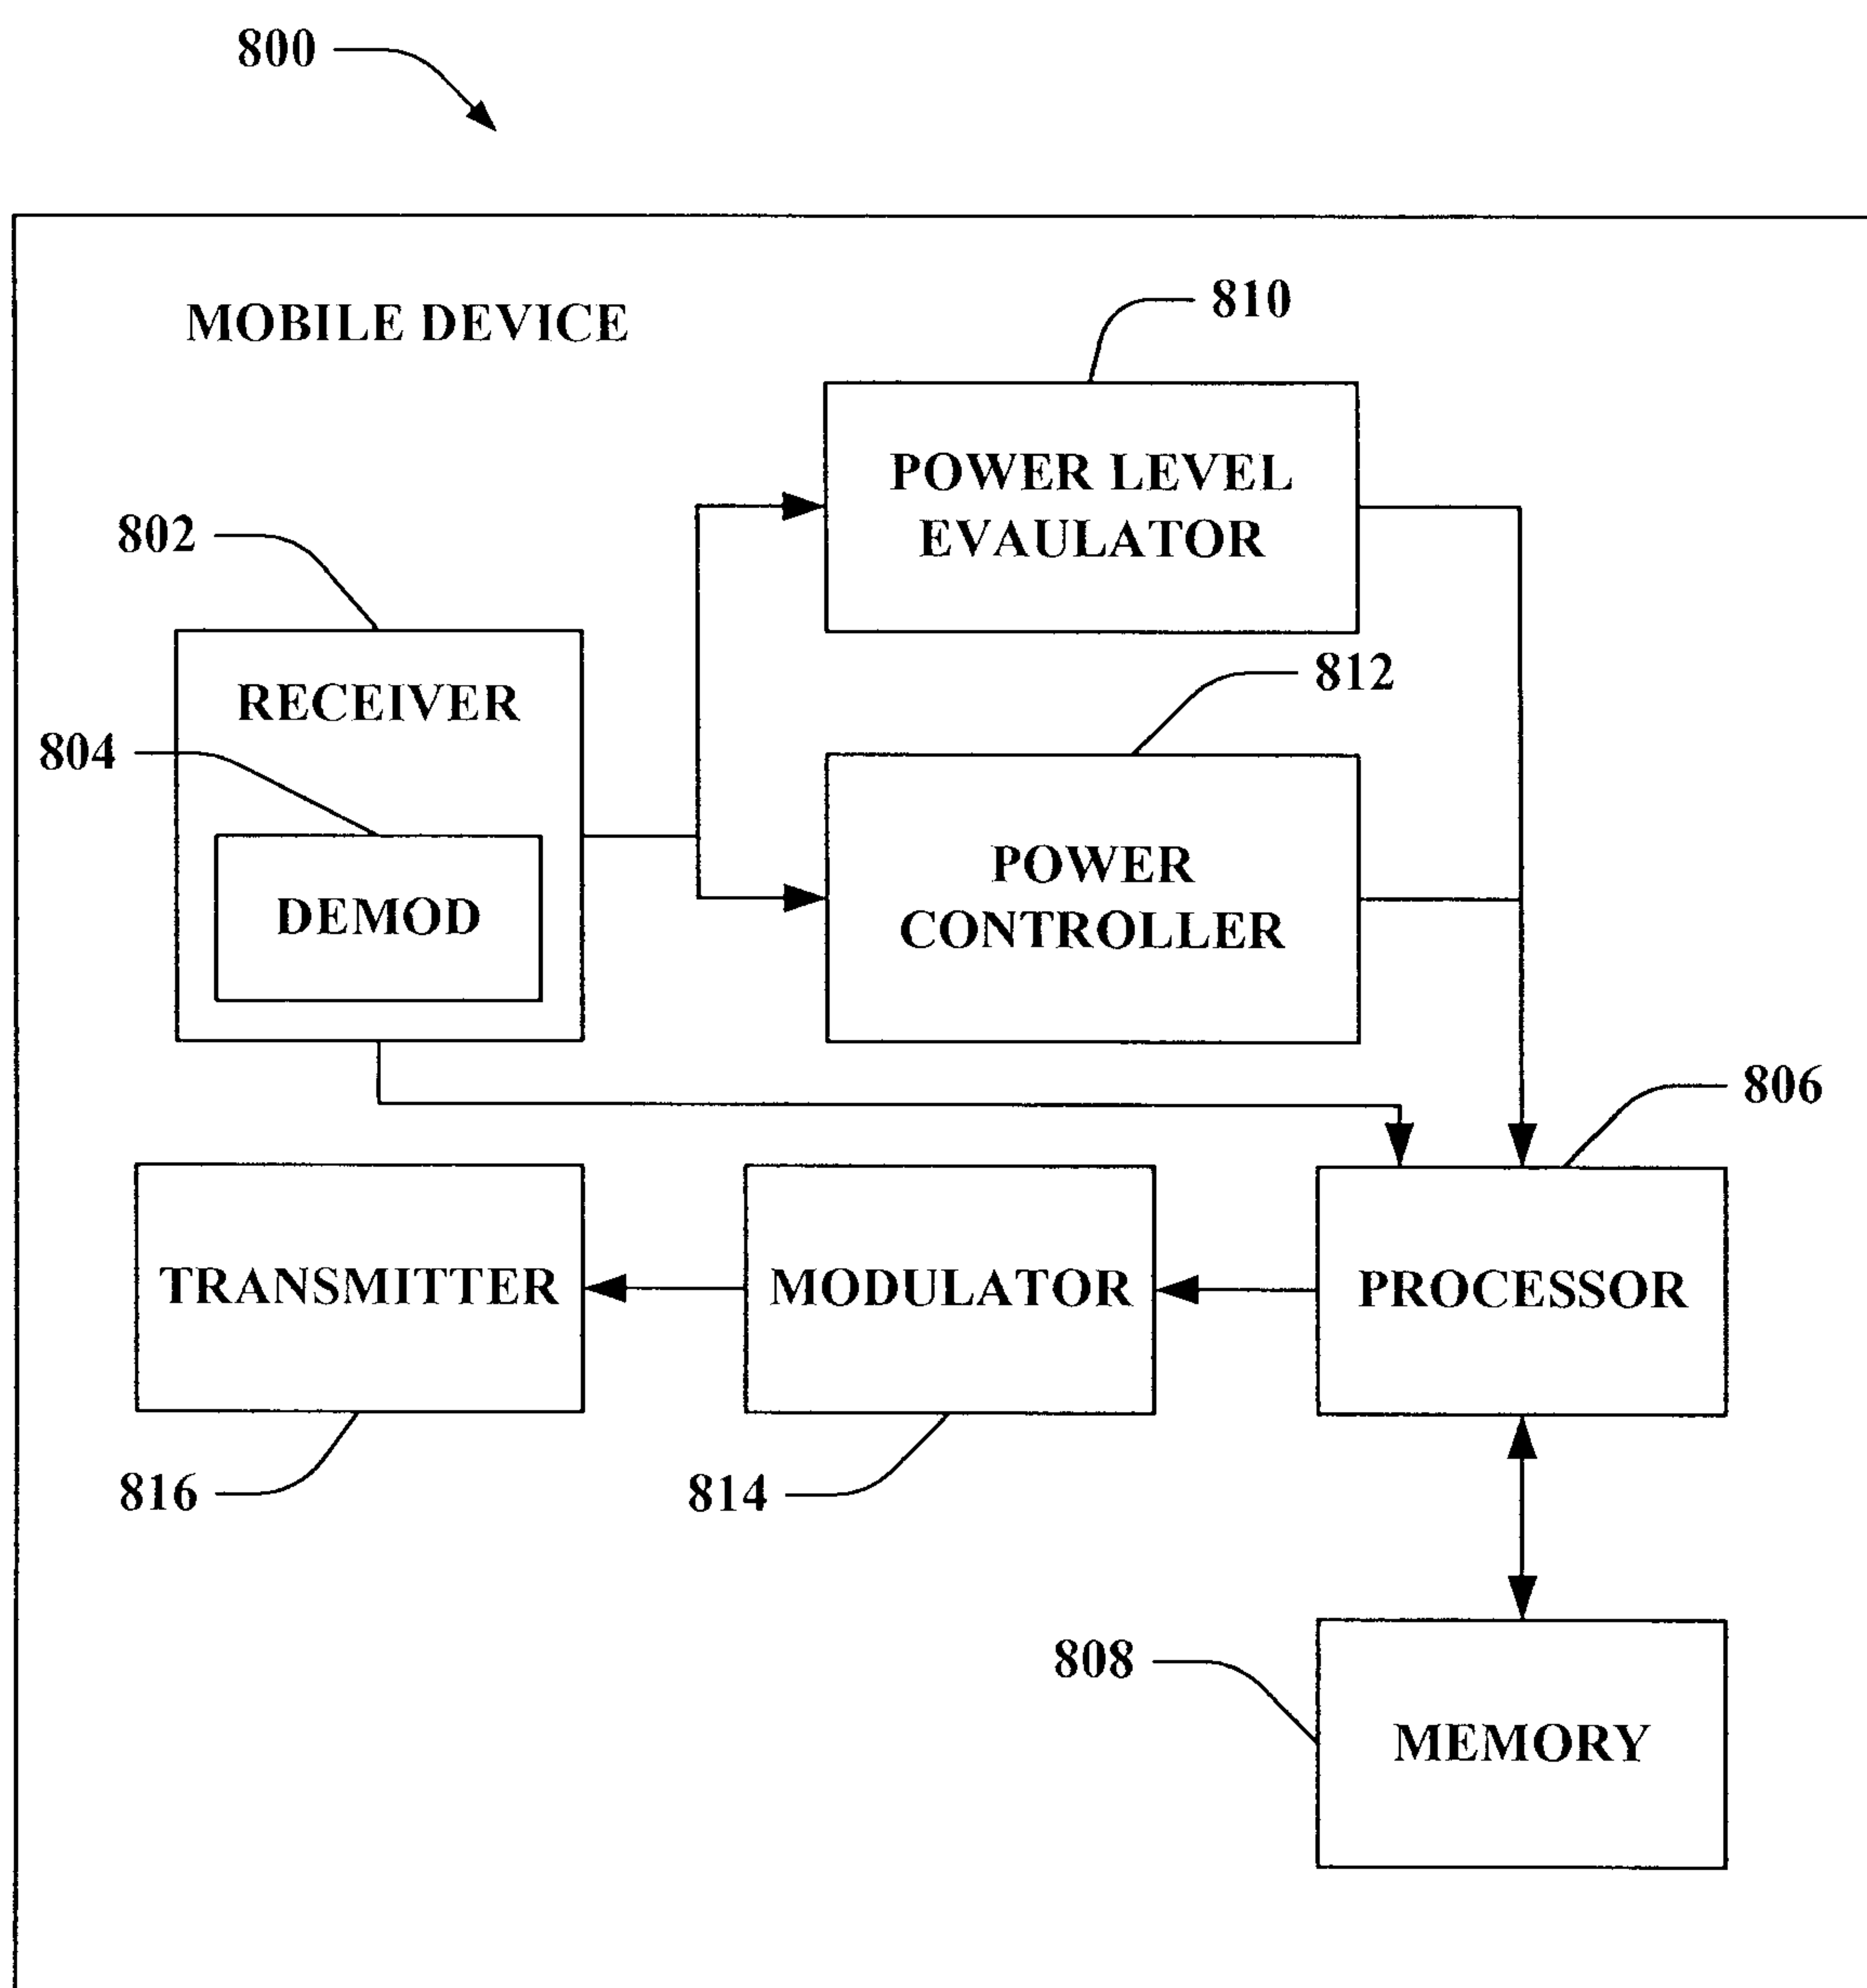 800
MOBILE DEVICE
810
POWER LEVEL
EVAULATOR
802
812
RECEIVER
804
POWER
CONTROLLER
DEMOD
806
TRANSMITTER
MODULATOR
PROCESSOR
816
814
808
MEMORY